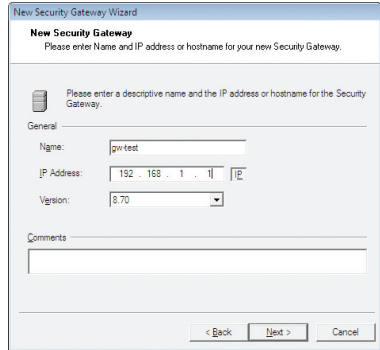 New Security Gateway Wizard
New Security Gateway
Please enter Name and IP address or hostname for your new Security Gateway.
Please enter a descriptive name and the IP address or hostname for the Security
Gateway.
General
Name: gw-test
IP Address: 192 . 168 . 1 . 1 IP
Version: 8.70
Comments
< Back Next > Cancel